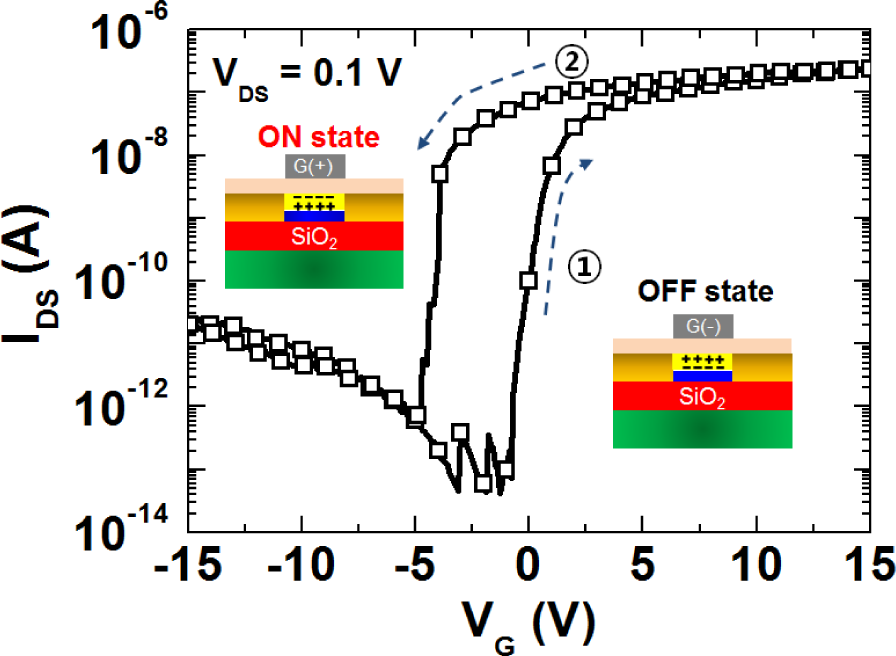 10⁻⁶
V_DS = 0.1 V
②
ON state
G(+)
- - - -
++++
SiO₂
10⁻⁸
I_DS (A)
①
10⁻¹⁰
OFF state
G(-)
++++
- - - -
SiO₂
10⁻¹²
10⁻¹⁴
-15 -10 -5 0 5 10 15
V_G (V)